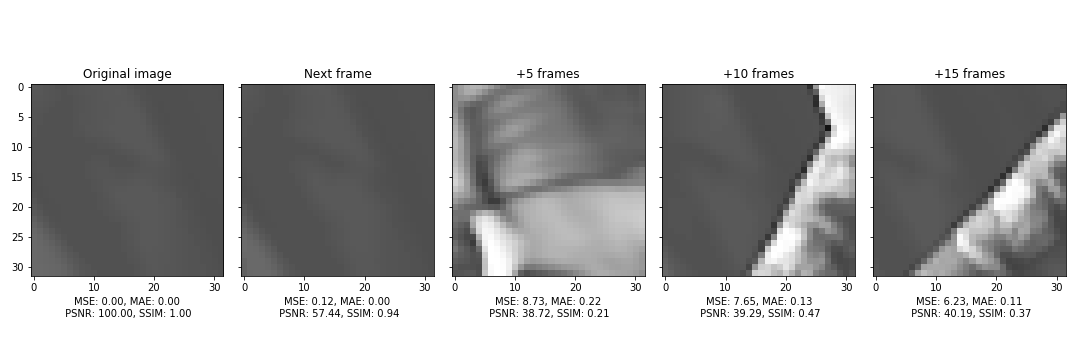 Original image
Next frame
+5 frames
+10 frames
+15 frames
0
5
10
15
20
25
30
0 10 20 30
0 10 20 30
0 10 20 30
0 10 20 30
0 10 20 30
MSE: 0.00, MAE: 0.00
PSNR: 100.00, SSIM: 1.00
MSE: 0.12, MAE: 0.00
PSNR: 57.44, SSIM: 0.94
MSE: 8.73, MAE: 0.22
PSNR: 38.72, SSIM: 0.21
MSE: 7.65, MAE: 0.13
PSNR: 39.29, SSIM: 0.47
MSE: 6.23, MAE: 0.11
PSNR: 40.19, SSIM: 0.37